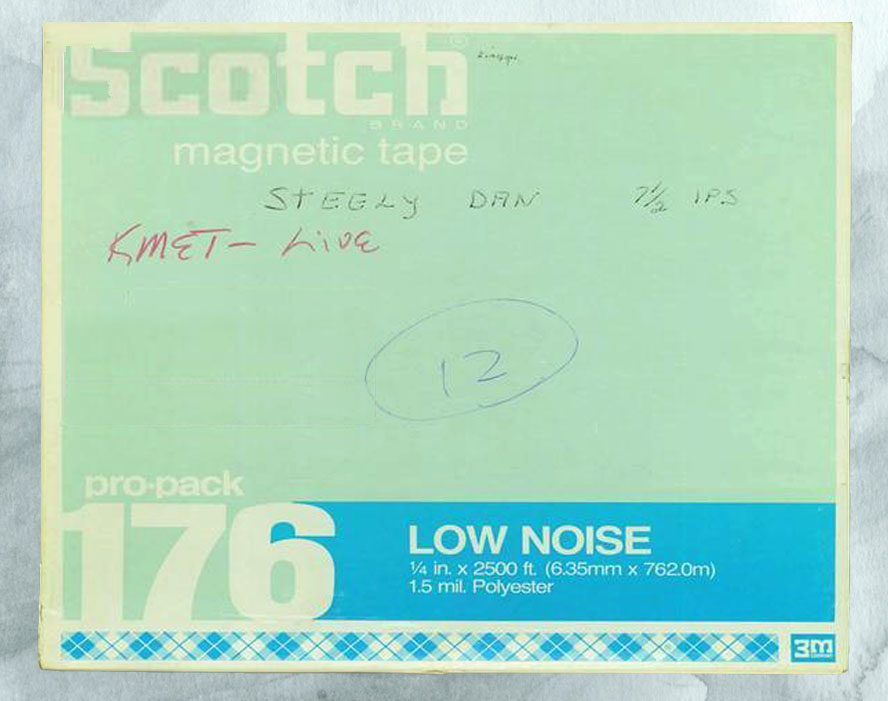 Scotch®
BRAND
magnetic tape
STEELY DAN 7½ IPS
KMET - Live
12
pro·pack
176
LOW NOISE
¼ in. x 2500 ft. (6.35mm x 762.0m)
1.5 mil. Polyester
3m